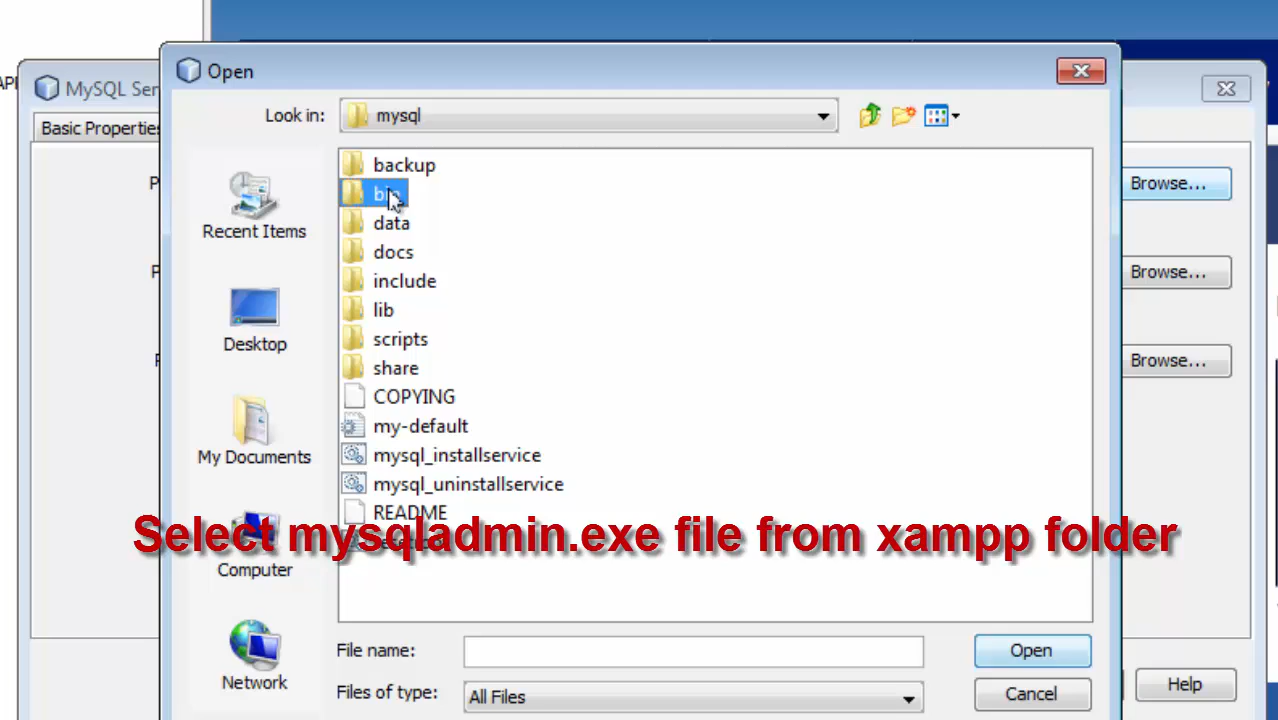 Open
MySQL Ser
Basic Properties
Look in:
mysql
Recent Items
Desktop
My Documents
Computer
Network
backup
bin
data
docs
include
lib
scripts
share
COPYING
my-default
mysql_installservice
mysql_uninstallservice
README
Select mysqladmin.exe file from xampp folder
File name:
Open
Files of type:
All Files
Cancel
Browse...
Browse...
Browse...
Help